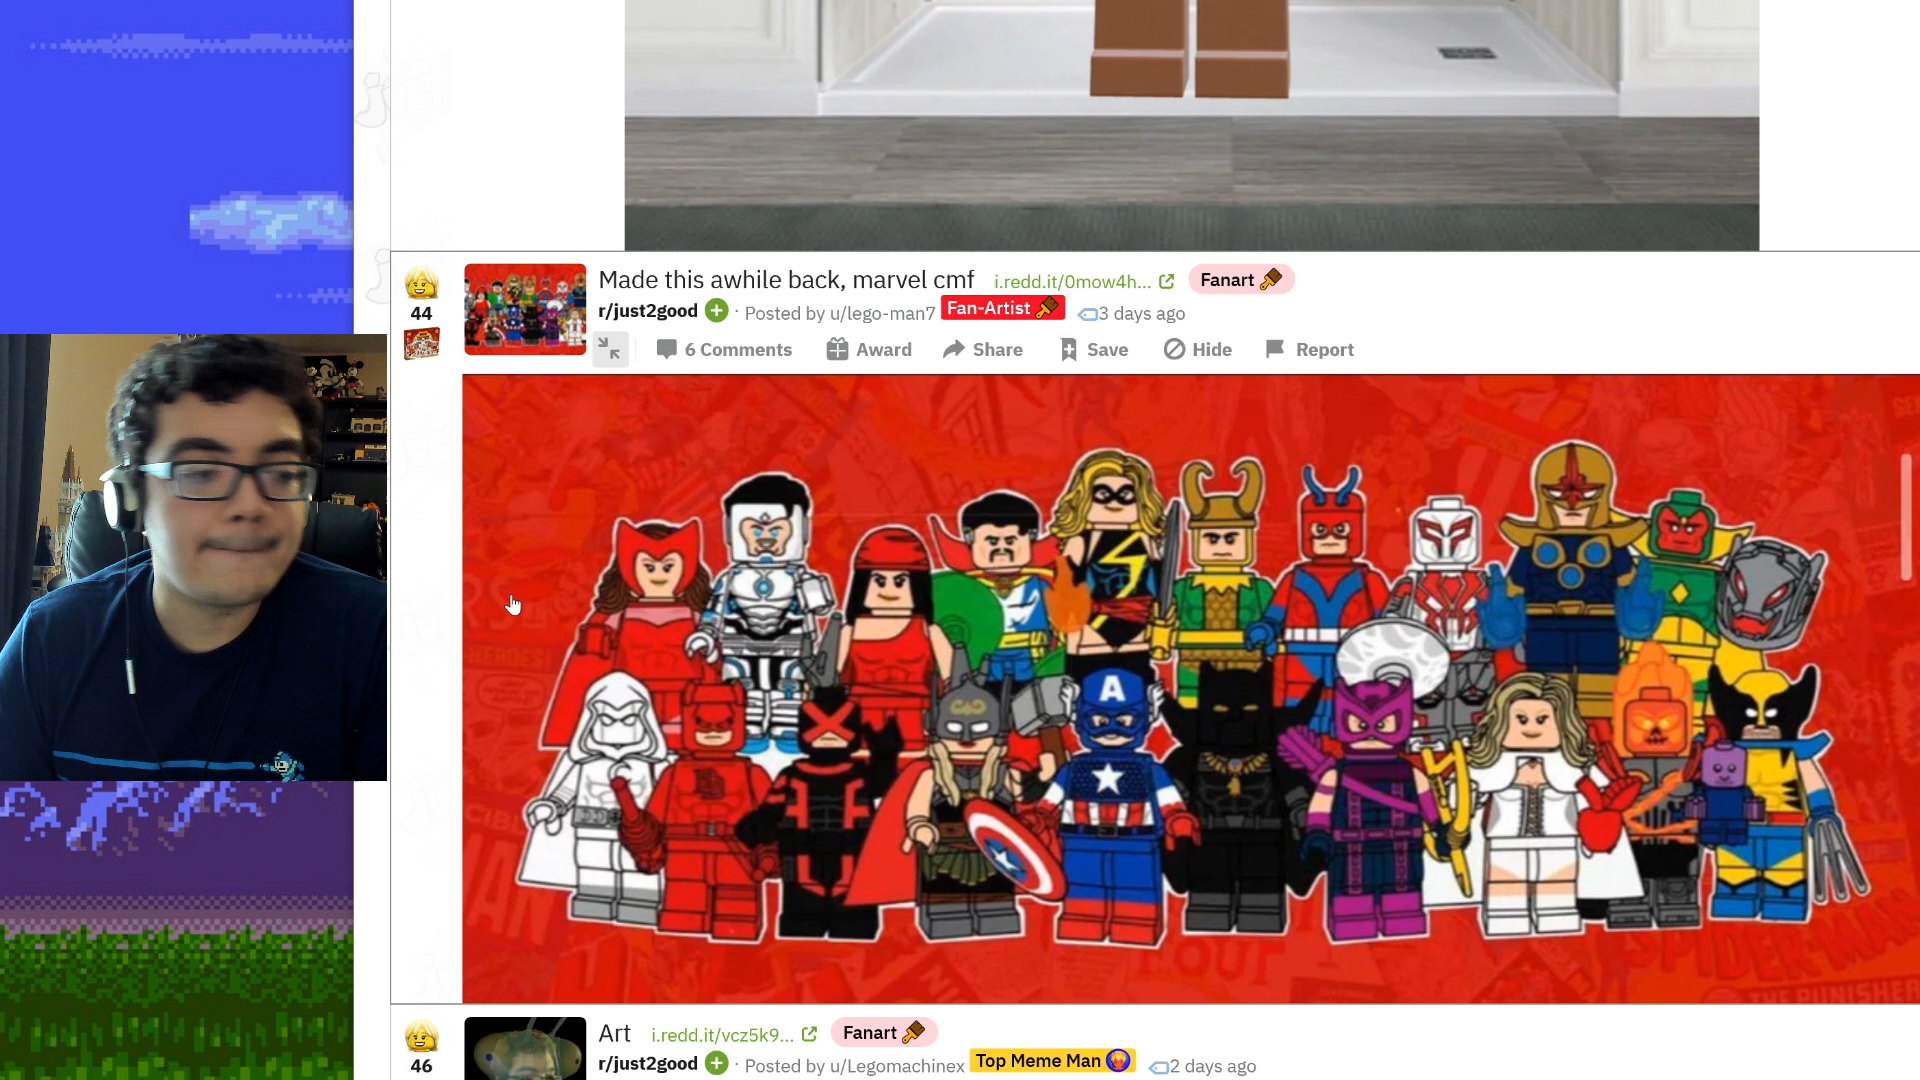 Made this awhile back, marvel cmf i.redd.it/0mow4h... Fanart
44
r/just2good · Posted by u/lego-man7 Fan-Artist 3 days ago
6 Comments Award Share Save Hide Report
A
Art i.redd.it/vcz5k9... Fanart
46
r/just2good · Posted by u/Legomachinex Top Meme Man 2 days ago